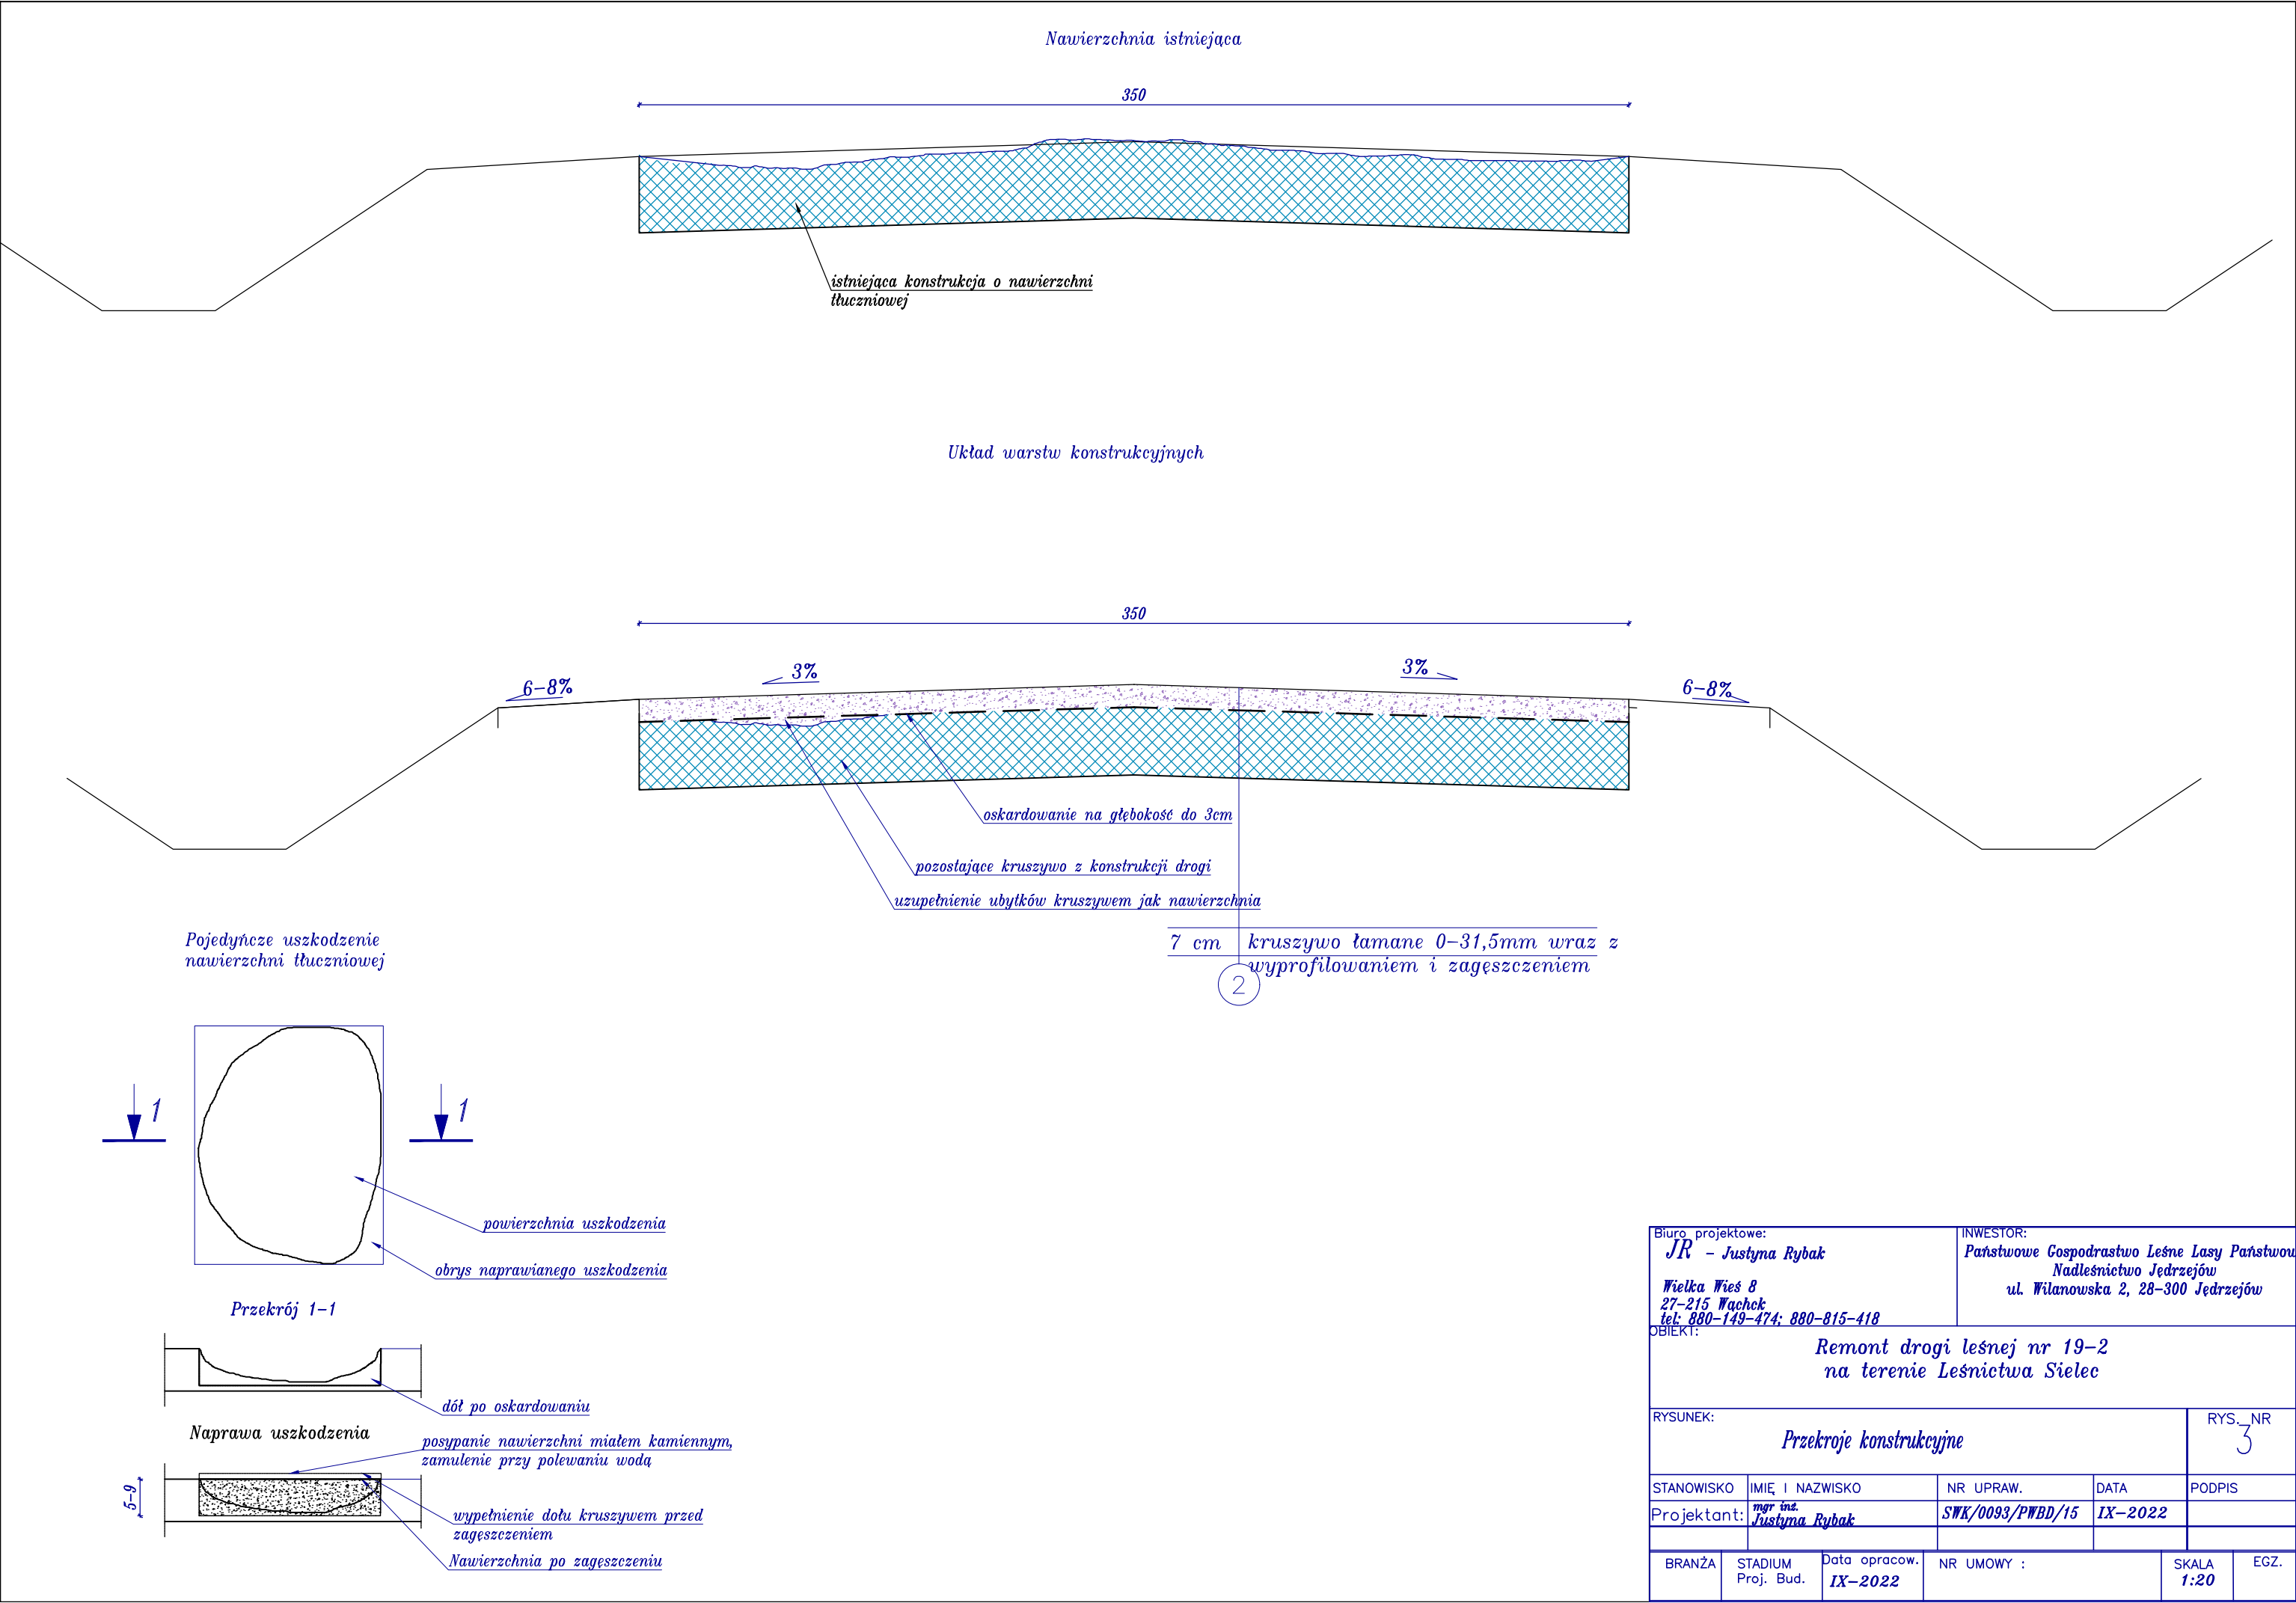 Nawierzchnia istniejąca
350
istniejąca konstrukcja o nawierzchni
tłuczniowej
Układ warstw konstrukcyjnych
350
6-8%
3%
3%
6-8%
oskardowanie na głębokość do 3cm
pozostające kruszywo z konstrukcji drogi
uzupełnienie ubytków kruszywem jak nawierzchnia
7 cm kruszywo łamane 0-31,5mm wraz z
wyprofilowaniem i zagęszczeniem
2
Pojedyńcze uszkodzenie
nawierzchni tłuczniowej
1 1
powierzchnia uszkodzenia
obrys naprawianego uszkodzenia
Przekrój 1-1
dół po oskardowaniu
Naprawa uszkodzenia
posypanie nawierzchni miałem kamiennym,
zamulenie przy polewaniu wodą
5-9
wypełnienie dołu kruszywem przed
zagęszczeniem
Nawierzchnia po zagęszczeniu
Biuro projektowe:
JR - Justyna Rybak
Wielka Wieś 8
27-215 Wąchck
tel: 880-149-474; 880-815-418
INWESTOR:
Państwowe Gospodrastwo Leśne Lasy Państwow
Nadleśnictwo Jędrzejów
ul. Wilanowska 2, 28-300 Jędrzejów
OBIEKT:
Remont drogi leśnej nr 19-2
na terenie Leśnictwa Sielec
RYSUNEK:
Przekroje konstrukcyjne
RYS. NR
3
STANOWISKO IMIĘ I NAZWISKO NR UPRAW. DATA PODPIS
Projektant: mgr inż.
Justyna Rybak SWK/0093/PWBD/15 IX-2022
BRANŻA STADIUM
Proj. Bud.
Data opracow.
IX-2022
NR UMOWY :
SKALA
1:20
EGZ.